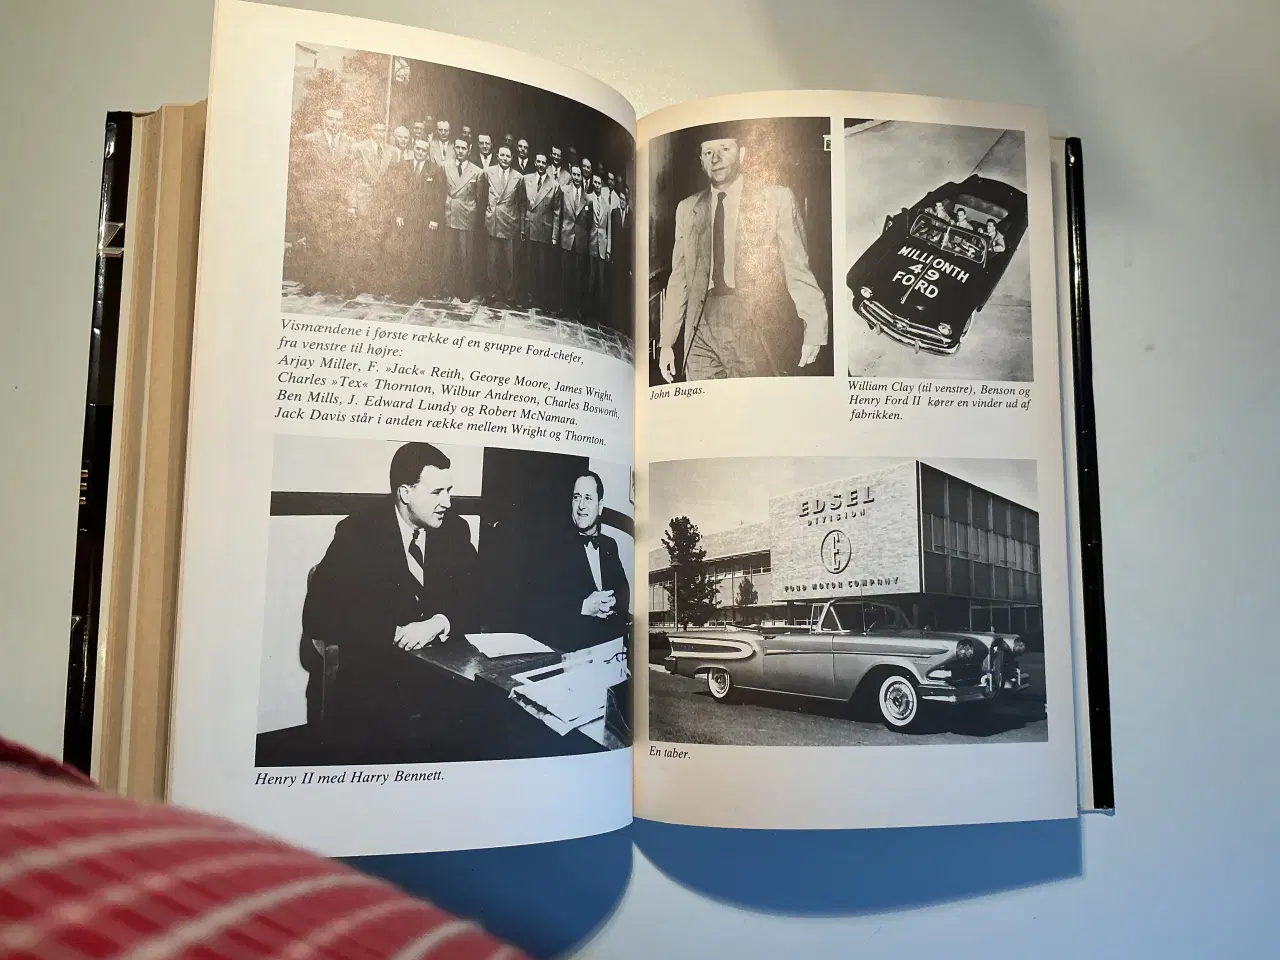 Vismændene i første række af en gruppe Ford-chefer,
fra venstre til højre:
Arjay Miller, F. »Jack« Reith, George Moore, James Wright,
Charles »Tex« Thornton, Wilbur Andreson, Charles Bosworth,
Ben Mills, J. Edward Lundy og Robert McNamara.
Jack Davis står i anden række mellem Wright og Thornton.
Henry II med Harry Bennett.
John Bugas.
MILLIONTH
49
FORD
William Clay (til venstre), Benson og
Henry Ford II kører en vinder ud af
fabrikken.
EDSEL
DIVISION
E
FORD MOTOR COMPANY
En taber.